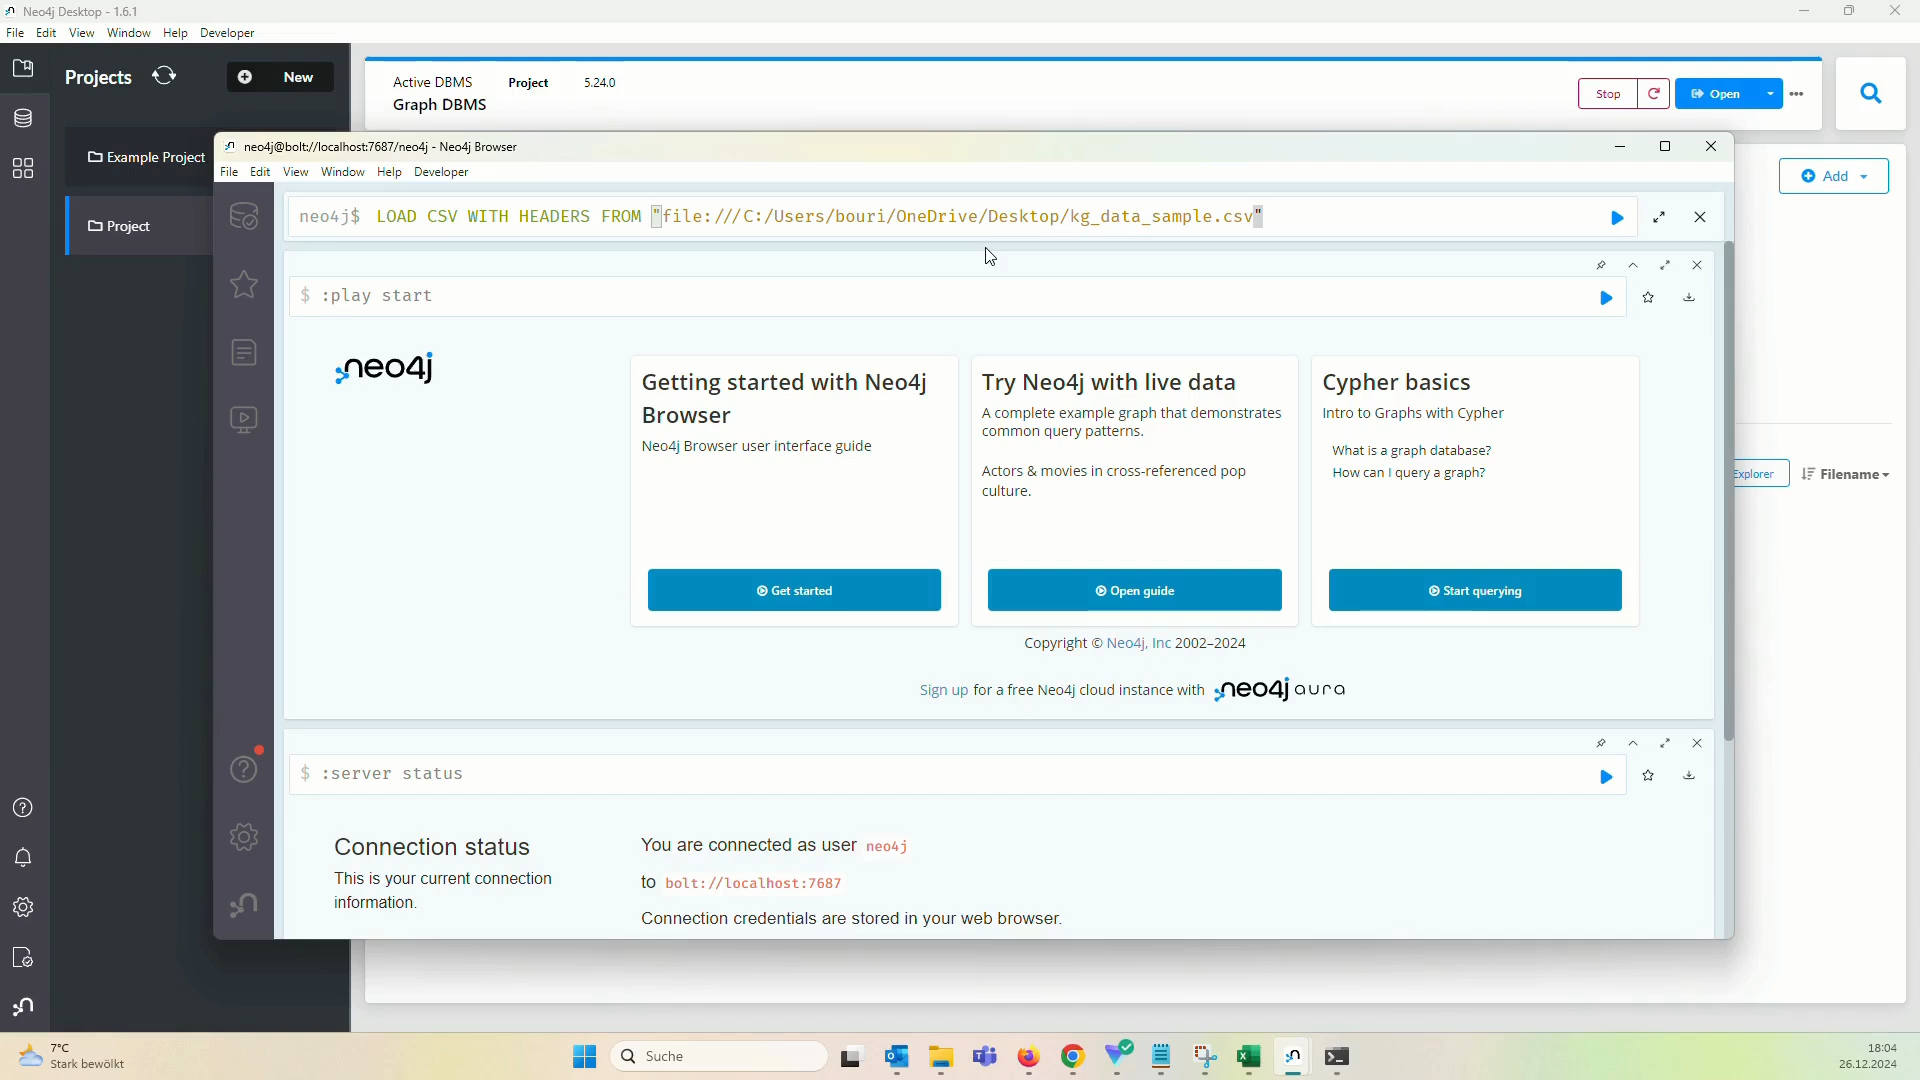 Neo4j Desktop - 1.6.1
File Edit View Window Help Developer
Projects
New
Example Project
Project
Active DBMS Project 5.24.0
Graph DBMS
Stop
Open
Add
Explorer
Filename
neo4j@bolt://localhost:7687/neo4j - Neo4j Browser
File Edit View Window Help Developer
neo4j$ LOAD CSV WITH HEADERS FROM "file:///C:/Users/bouri/OneDrive/Desktop/kg_data_sample.csv"
$ :play start
neo4j
Getting started with Neo4j
Browser
Neo4j Browser user interface guide
Get started
Try Neo4j with live data
A complete example graph that demonstrates
common query patterns.
Actors & movies in cross-referenced pop
culture.
Open guide
Cypher basics
Intro to Graphs with Cypher
What is a graph database?
How can I query a graph?
Start querying
Copyright © Neo4j, Inc 2002–2024
Sign up for a free Neo4j cloud instance with neo4j aura
$ :server status
Connection status
This is your current connection
information.
You are connected as user neo4j
to bolt://localhost:7687
Connection credentials are stored in your web browser.
7°C
Stark bewölkt
Suche
18:04
26.12.2024